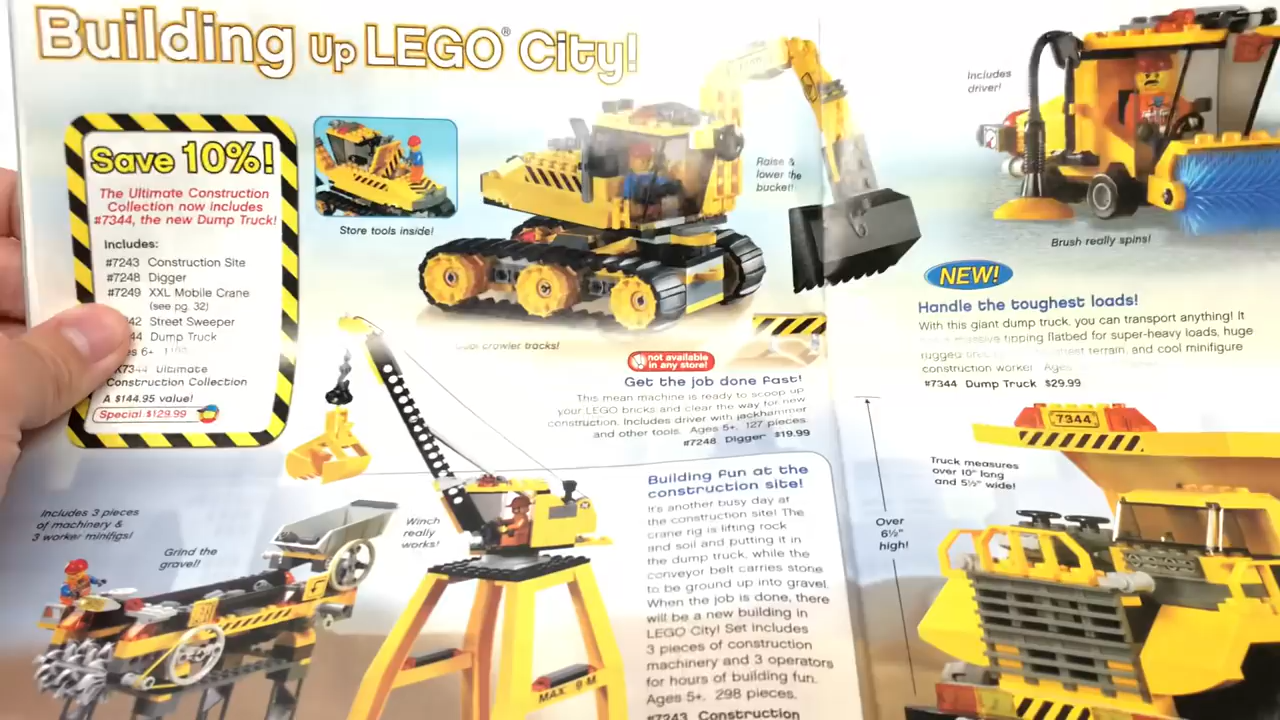 Building Up LEGO® City!
Save 10%!
The Ultimate Construction
Collection now includes
#7344, the new Dump Truck!
Includes:
#7243 Construction Site
#7248 Digger
#7249 XXL Mobile Crane
(see pg. 32)
42 Street Sweeper
44 Dump Truck
es 6+
Ultimate
Construction Collection
A $144.95 value!
Special $129.99
Store tools inside!
Raise &
lower the
bucket!
crawler tracks!
not available
in any store!
Get the job done fast!
This mean machine is ready to scoop up
your LEGO bricks and clear the way for new
construction. Includes driver with jackhammer
and other tools. Ages 5+. 127 pieces.
#7248 Digger $19.99
Includes
driver!
Brush really spins!
NEW!
Handle the toughest loads!
With this giant dump truck, you can transport anything! It
massive tipping flatbed for super-heavy loads, huge
rugged terrain, and cool minifigure
construction worker. Ages
#7344 Dump Truck $29.99
7344
Truck measures
over 10" long
and 5½" wide!
Over
6½"
high!
Includes 3 pieces
of machinery &
3 worker minifigs!
Grind the
gravel!
Winch
really
works!
MAX. 9 M
Building fun at the
construction site!
It's another busy day at
the construction site! The
crane rig is lifting rock
and soil and putting it in
the dump truck, while the
conveyor belt carries stone
to be ground up into gravel.
When the job is done, there
will be a new building in
LEGO City! Set includes
3 pieces of construction
machinery and 3 operators
for hours of building fun.
Ages 5+. 298 pieces.
#7243 Construction